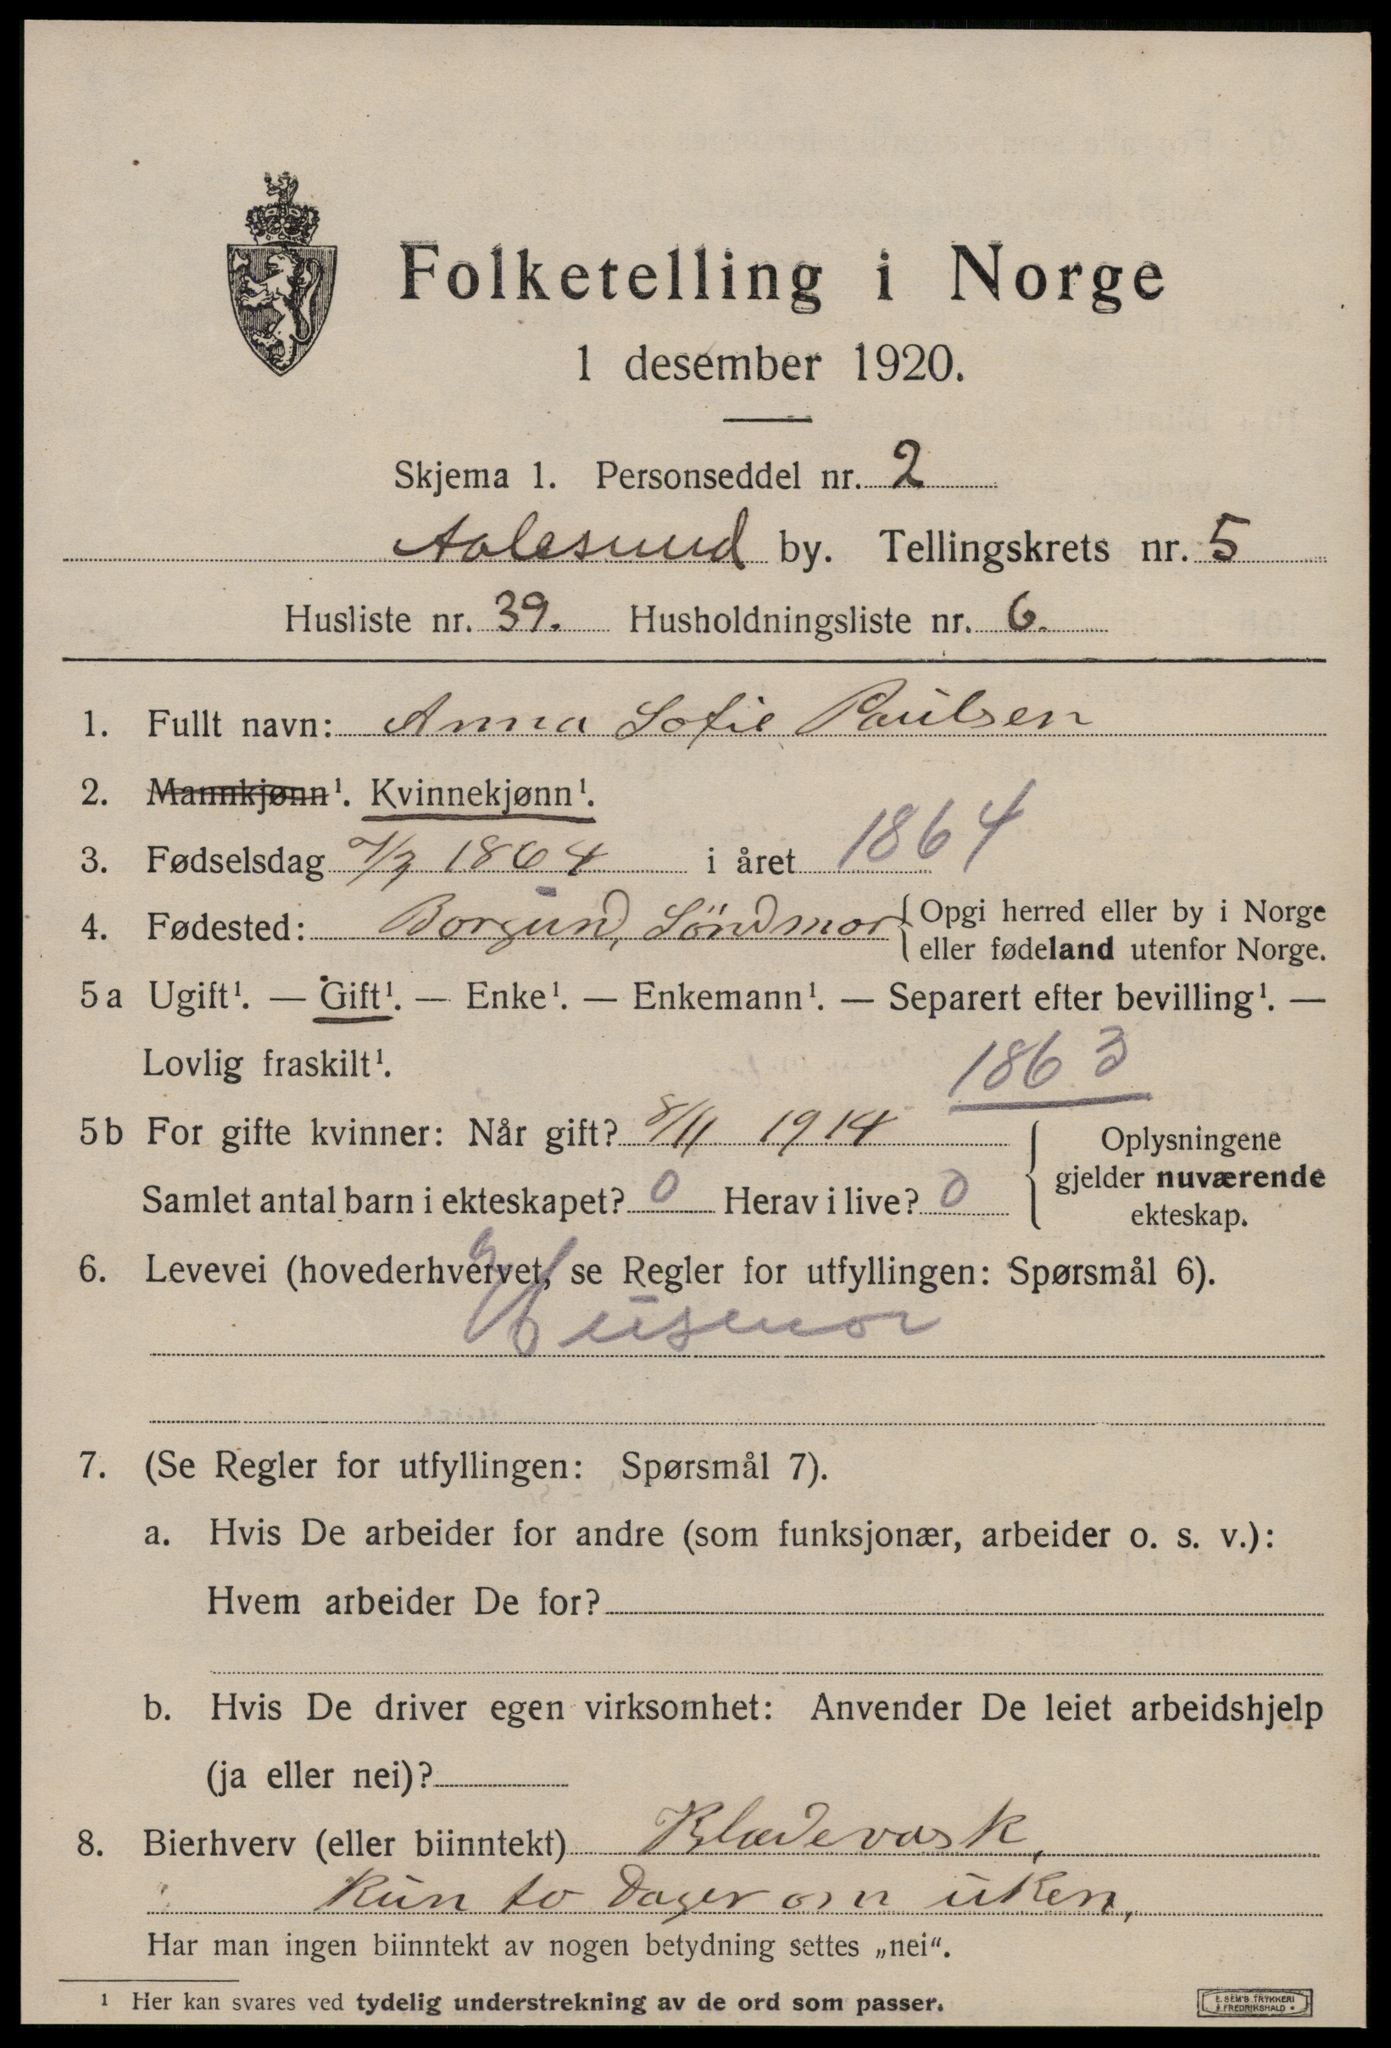 Folketelling i Norge
1 desember 1920.
Skjema 1. Personseddel nr. 2
Aalesund by. Tellingskrets nr. 5
Husliste nr. 39. Husholdningsliste nr. 6.
1. Fullt navn: Anna Sofie Paulsen
2. Mannkjønn¹. Kvinnekjønn¹.
3. Fødselsdag 7/7 1864 i året 1864
4. Fødested: Borgund, Söndmør { Opgi herred eller by i Norge
eller fødeland utenfor Norge.
5 a Ugift¹. — Gift¹. — Enke¹. — Enkemann¹. — Separert efter bevilling¹. —
Lovlig fraskilt¹.
1863
5 b For gifte kvinner: Når gift? 8/11 1914
Samlet antal barn i ekteskapet? 0 Herav i live? 0
{ Oplysningene
gjelder nuværende
ekteskap.
6. Levevei (hovederhvervet, se Regler for utfyllingen: Spørsmål 6).
Husmor
7. (Se Regler for utfyllingen: Spørsmål 7).
a. Hvis De arbeider for andre (som funksjonær, arbeider o. s. v.):
Hvem arbeider De for?
b. Hvis De driver egen virksomhet: Anvender De leiet arbeidshjelp
(ja eller nei)?
8. Bierhverv (eller biinntekt) Klædevask,
Kun to Dager om uken,
Har man ingen biinntekt av nogen betydning settes „nei“.
¹ Her kan svares ved tydelig understrekning av de ord som passer.
E. SEM'S TRYKKERI
FREDRIKSHALD